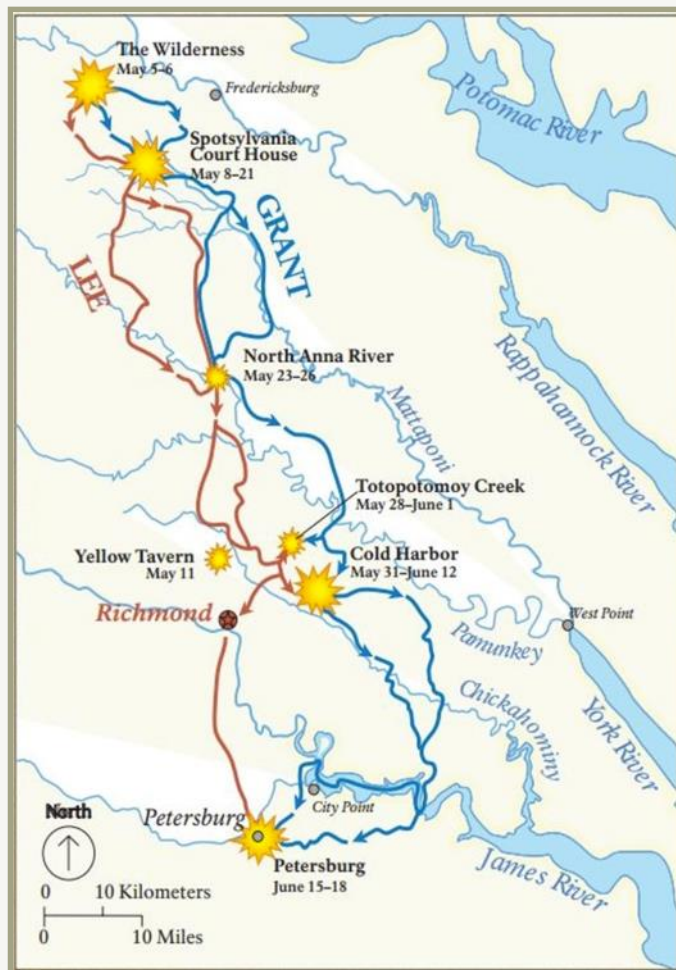 The Wilderness
May 5–6
Fredericksburg
Potomac River
Spotsylvania
Court House
May 8–21
GRANT
LEE
North Anna River
May 23–26
Mattaponi
Rappahannock River
Totopotomoy Creek
May 28–June 1
Yellow Tavern
May 11
Cold Harbor
May 31–June 12
Richmond
West Point
Pamunkey
Chickahominy
York River
City Point
Petersburg
Petersburg
June 15–18
James River
North
0 10 Kilometers
0 10 Miles